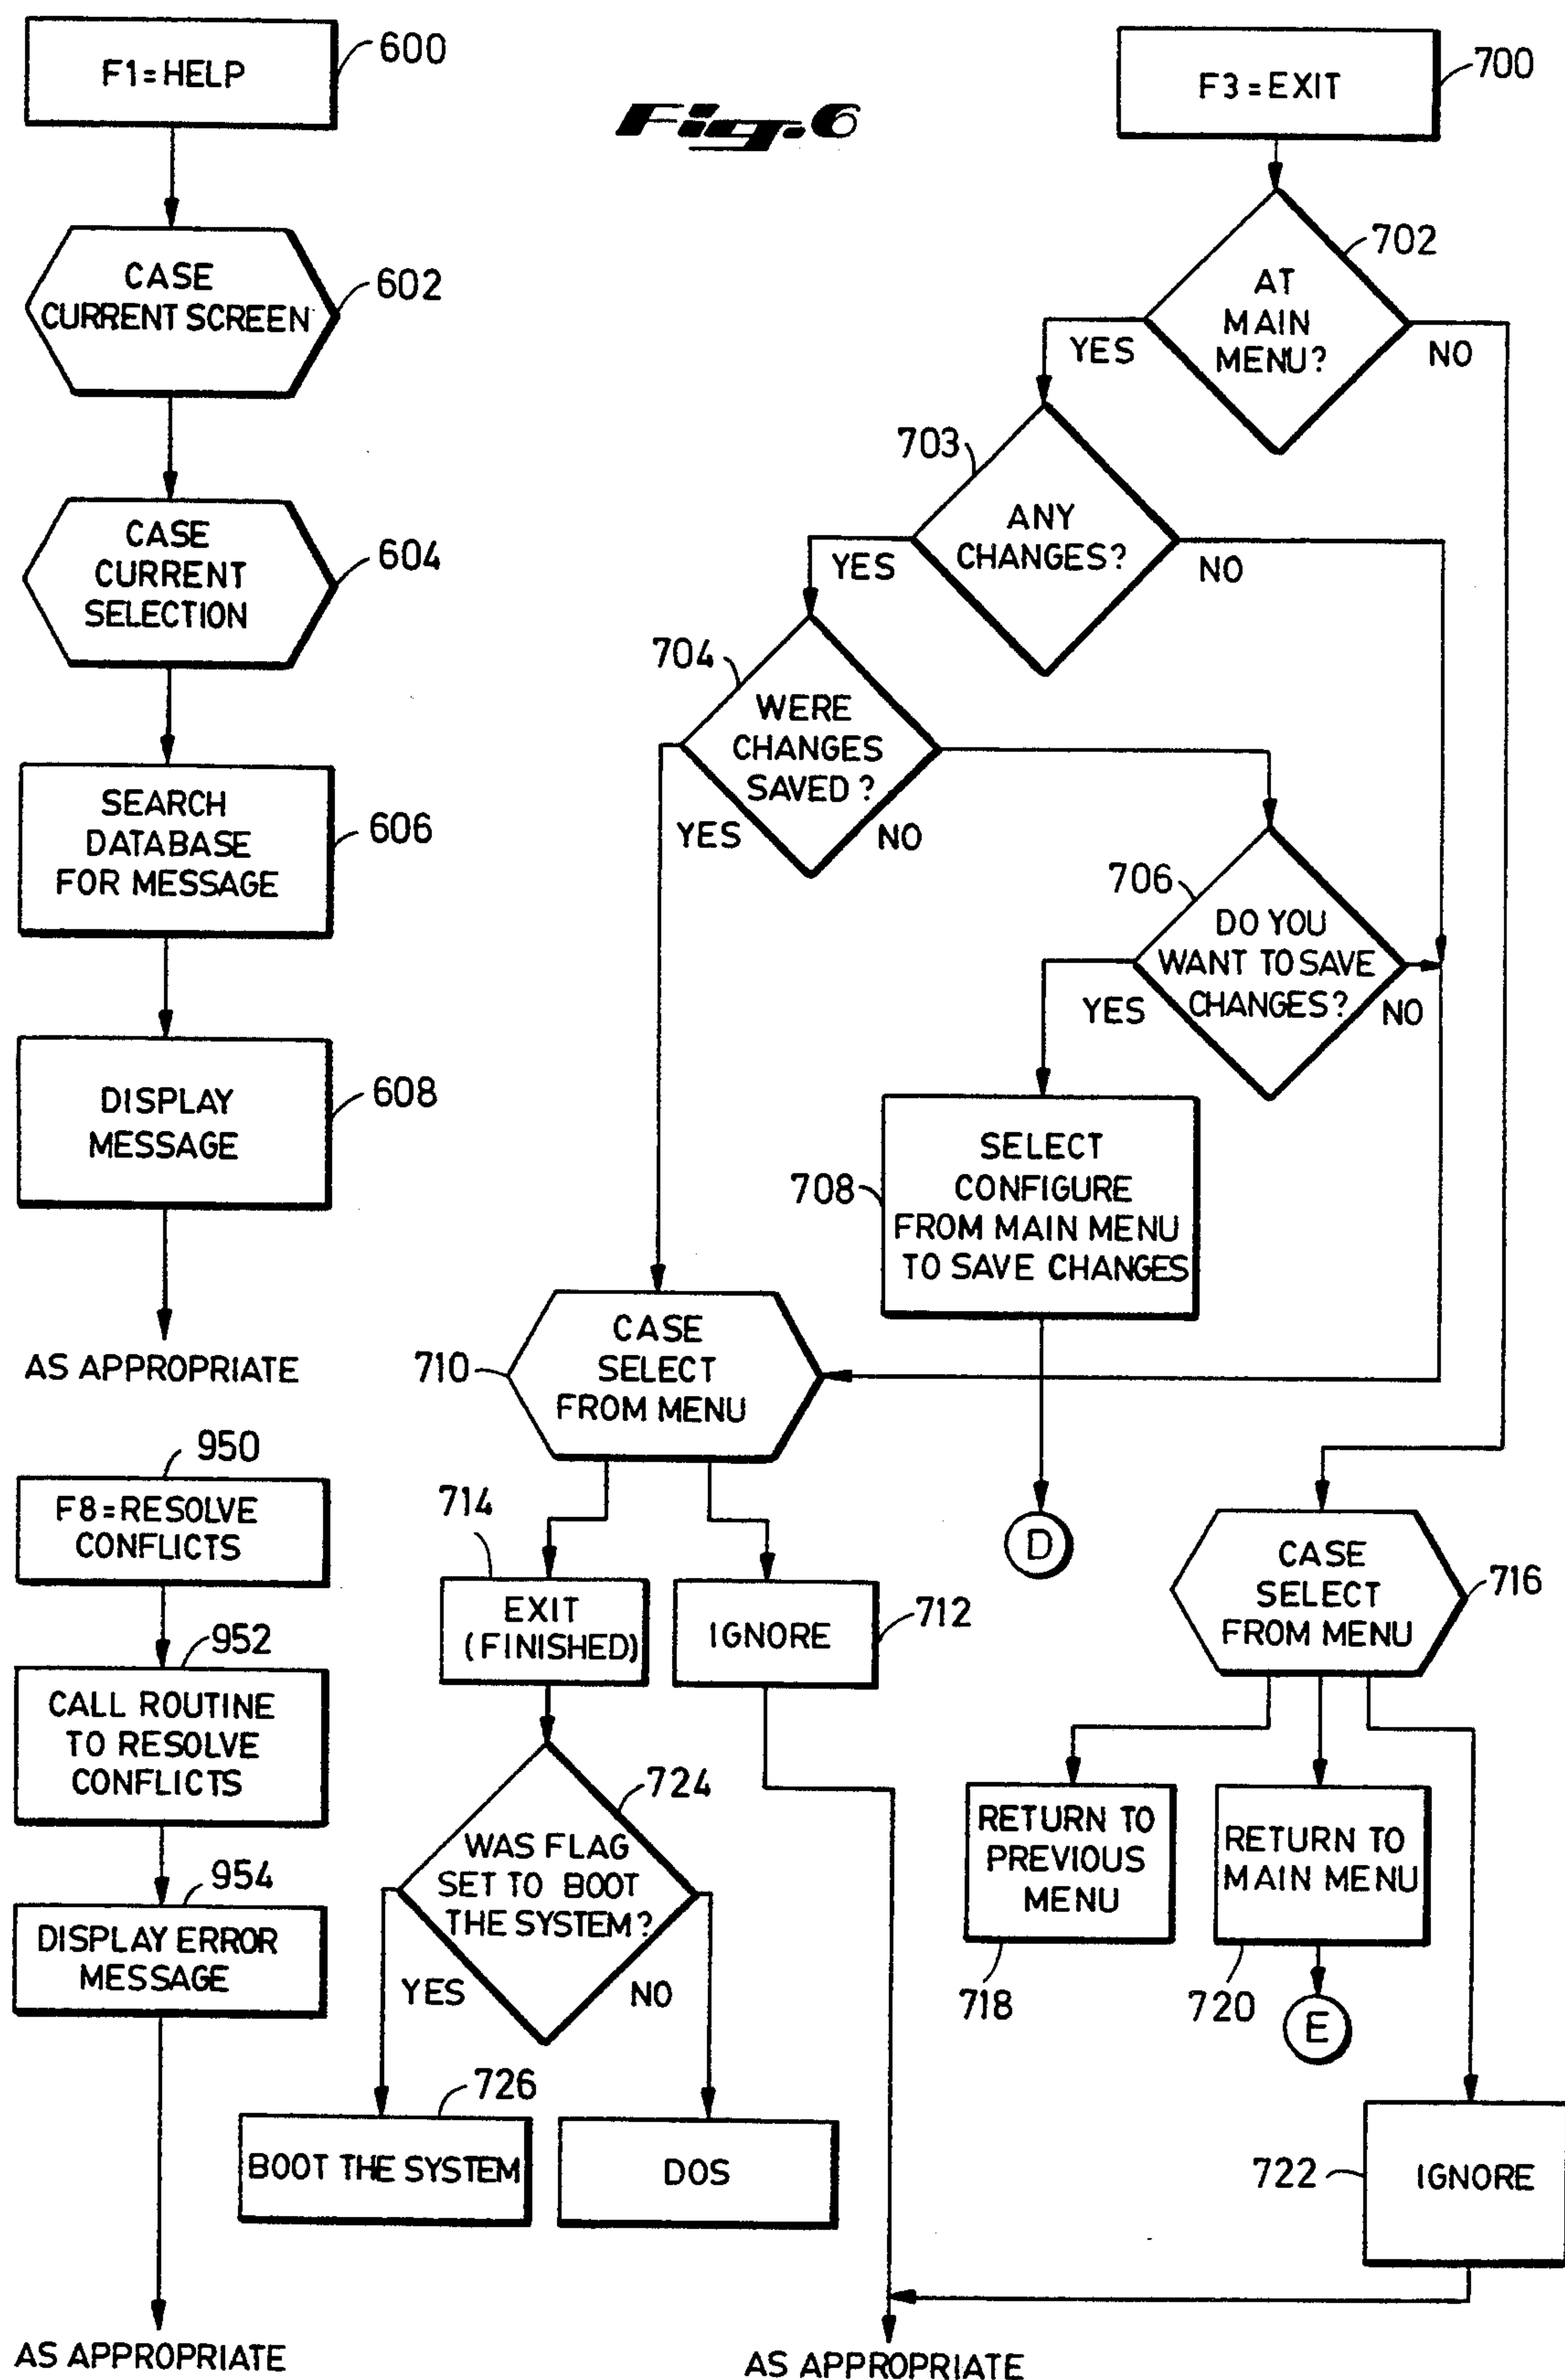 Fig. 6
F1=HELP
600
CASE
CURRENT SCREEN
602
CASE
CURRENT
SELECTION
604
SEARCH
DATABASE
FOR MESSAGE
606
DISPLAY
MESSAGE
608
AS APPROPRIATE
950
F8=RESOLVE
CONFLICTS
952
CALL ROUTINE
TO RESOLVE
CONFLICTS
954
DISPLAY ERROR
MESSAGE
AS APPROPRIATE
F3=EXIT
700
702
AT
MAIN
MENU?
YES
NO
703
ANY
CHANGES?
YES
NO
704
WERE
CHANGES
SAVED?
YES
NO
706
DO YOU
WANT TO SAVE
CHANGES?
YES
NO
708
SELECT
CONFIGURE
FROM MAIN MENU
TO SAVE CHANGES
D
710
CASE
SELECT
FROM MENU
714
EXIT
(FINISHED)
IGNORE
712
724
WAS FLAG
SET TO BOOT
THE SYSTEM?
YES
NO
726
BOOT THE SYSTEM
DOS
CASE
SELECT
FROM MENU
716
RETURN TO
PREVIOUS
MENU
718
RETURN TO
MAIN MENU
720
E
722
IGNORE
AS APPROPRIATE